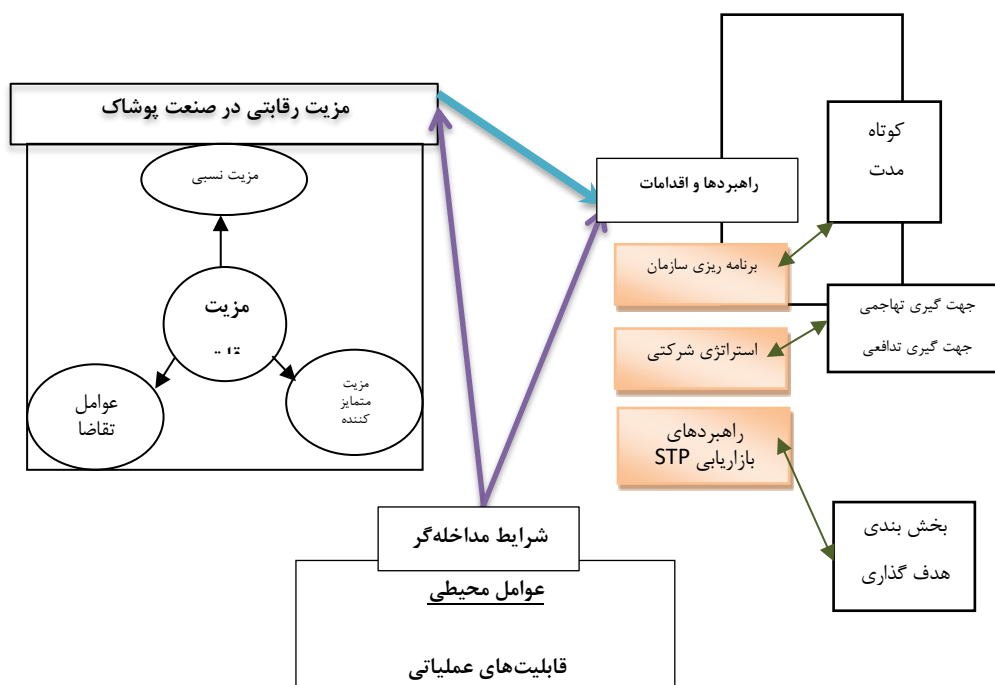 مزیت رقابتی در صنعت پوشاک
مزیت نسبی
مزیت
عوامل
تقاضا
مزیت
متمایز
کننده
راهبردها و اقدامات
کوتاه
مدت
برنامه ریزی سازمان
جهت گیری تهاجمی
جهت گیری تدافعی
استراتژی شرکتی
راهبردهای
بازاریابی STP
بخش بندی
هدف گذاری
شرایط مداخله‌گر
عوامل محیطی
قابلیت‌های عملیاتی